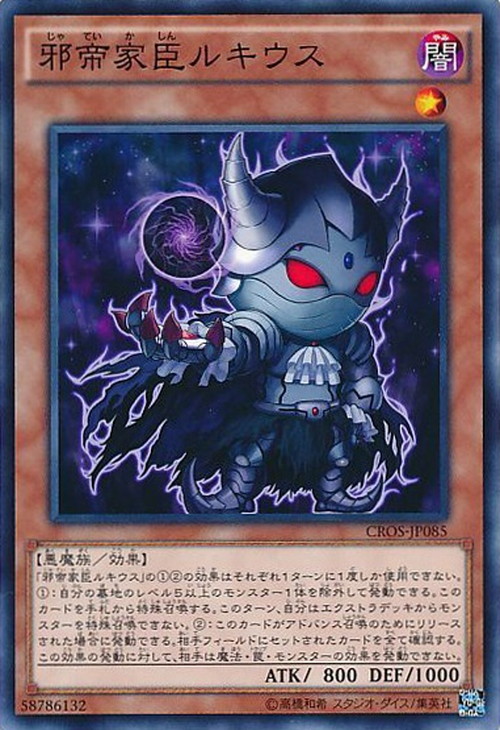 じゃ てい か しん
邪帝家臣ルキウス
やみ
闇
CROS-JP085
【悪魔族／効果】
「邪帝家臣ルキウス」の①②の効果はそれぞれ１ターンに１度しか使用できない。
①：自分の墓地のレベル５以上のモンスター１体を除外して発動できる。この
カードを手札から特殊召喚する。このターン、自分はエクストラデッキからモン
スターを特殊召喚できない。②：このカードがアドバンス召喚のためにリリース
された場合に発動できる。相手フィールドにセットされたカードを全て確認する。
この効果の発動に対して、相手は魔法・罠・モンスターの効果を発動できない。
ATK/ 800 DEF/1000
58786132 ©高橋和希 スタジオ・ダイス/集英社